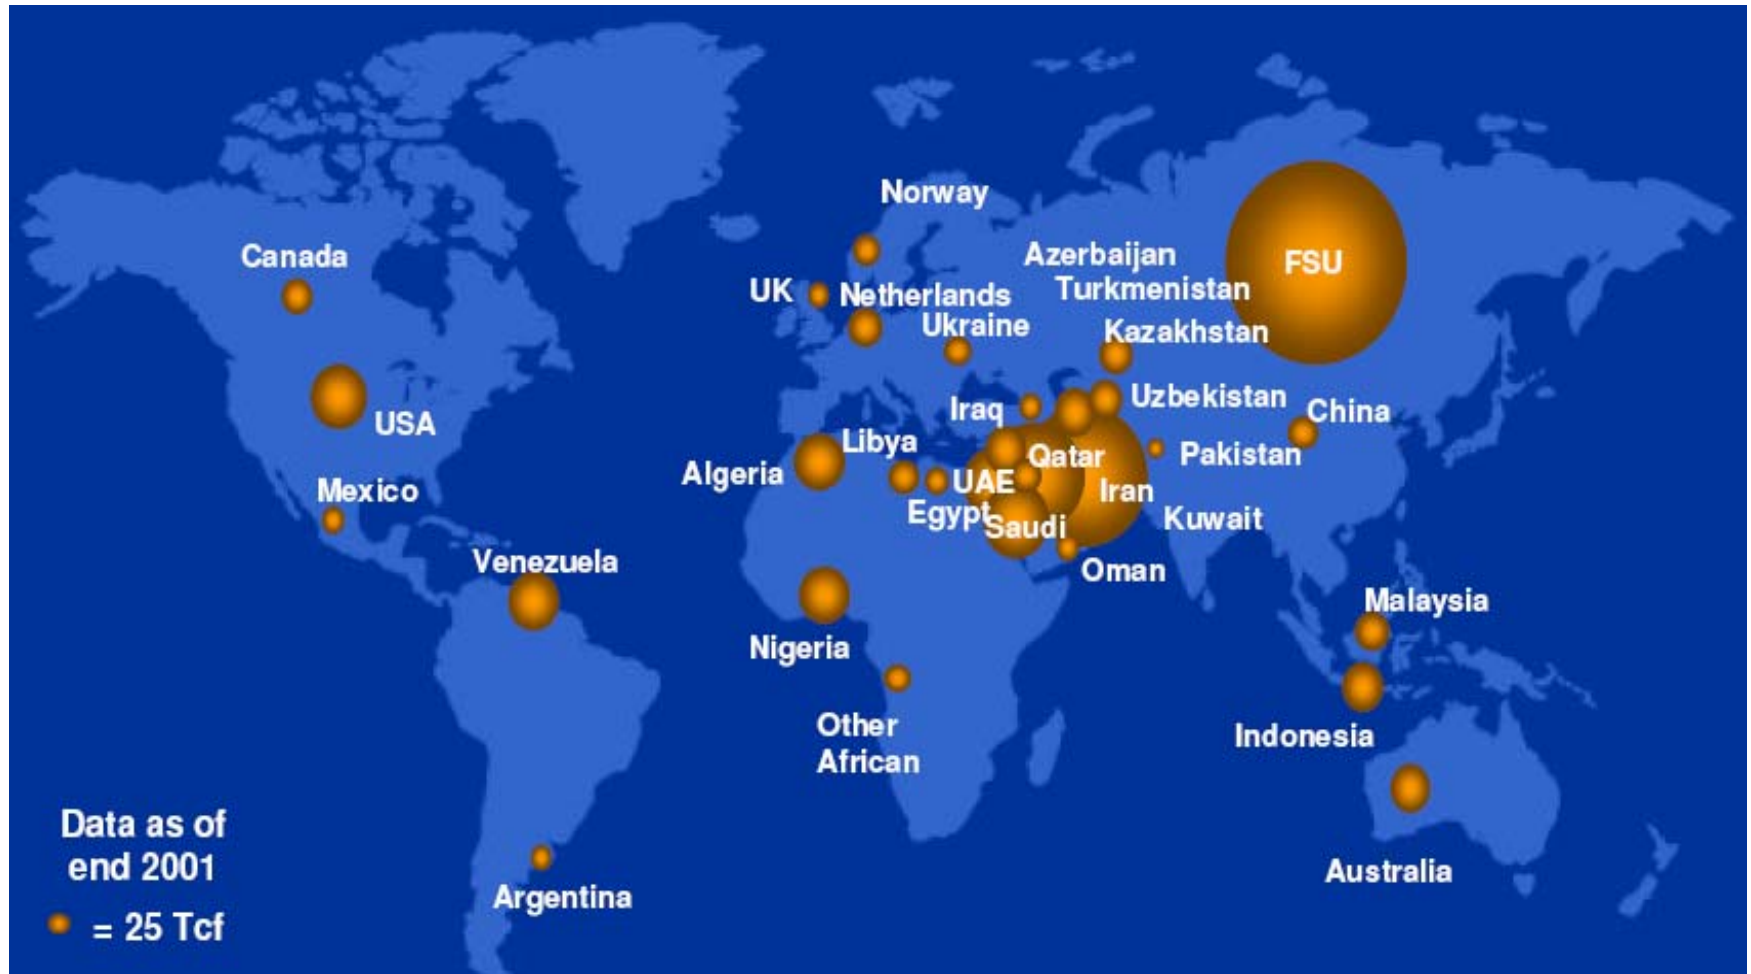 Norway
Canada
Azerbaijan
FSU
UK
Netherlands
Turkmenistan
Ukraine
Kazakhstan
USA
Iraq
Uzbekistan
China
Libya
Algeria
Qatar
Pakistan
Mexico
UAE
Iran
Egypt
Saudi
Kuwait
Venezuela
Oman
Malaysia
Nigeria
Other
African
Indonesia
Data as of
end 2001
Australia
Argentina
= 25 Tcf